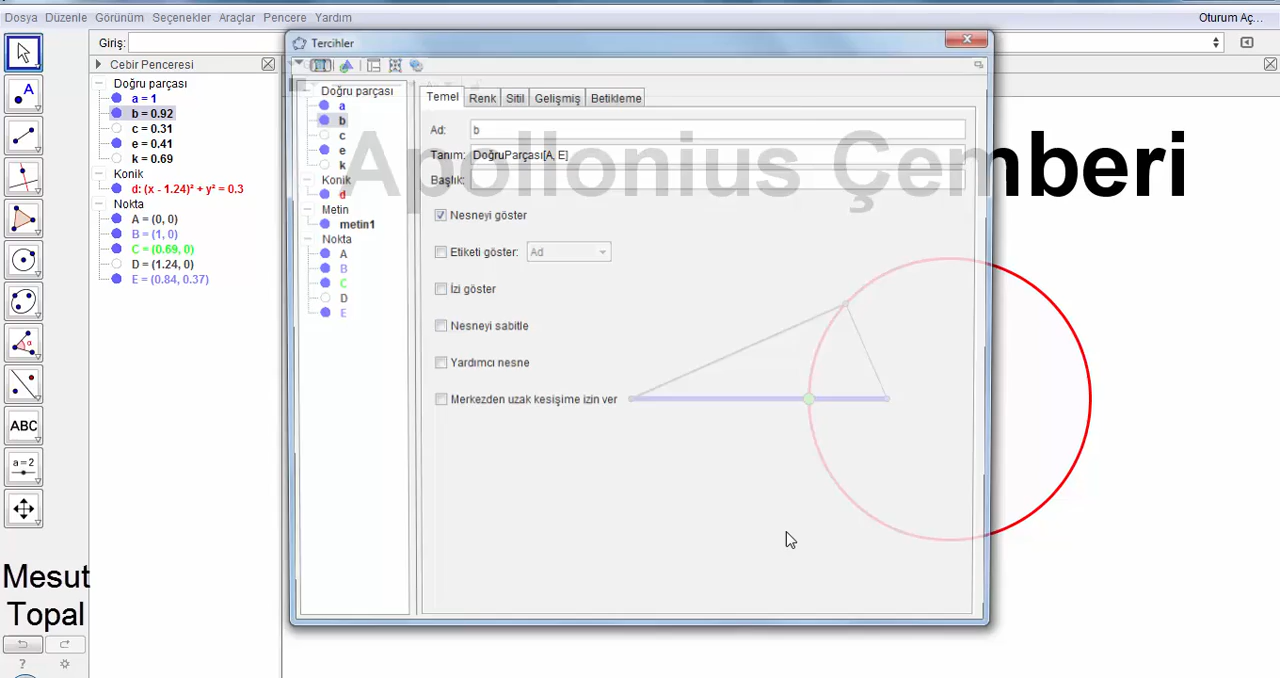 Dosya Düzenle Görünüm Seçenekler Araçlar Pencere Yardım
Oturum Aç...
Giriş:
Cebir Penceresi
Doğru parçası
a = 1
b = 0.92
c = 0.31
e = 0.41
k = 0.69
Konik
d: (x - 1.24)² + y² = 0.3
Nokta
A = (0, 0)
B = (1, 0)
C = (0.69, 0)
D = (1.24, 0)
E = (0.84, 0.37)
Tercihler
Doğru parçası
a
b
c
e
k
Konik
d
Metin
metin1
Nokta
A
B
C
D
E
Temel Renk Stil Gelişmiş Betikleme
Ad: b
Tanım: DoğruParçası[A, E]
Başlık:
Nesneyi göster
Etiketi göster: Ad
İzi göster
Nesneyi sabitle
Yardımcı nesne
Merkezden uzak kesişime izin ver
Apollonius Çemberi
A
ABC
a = 2
α
Mesut
Topal
?